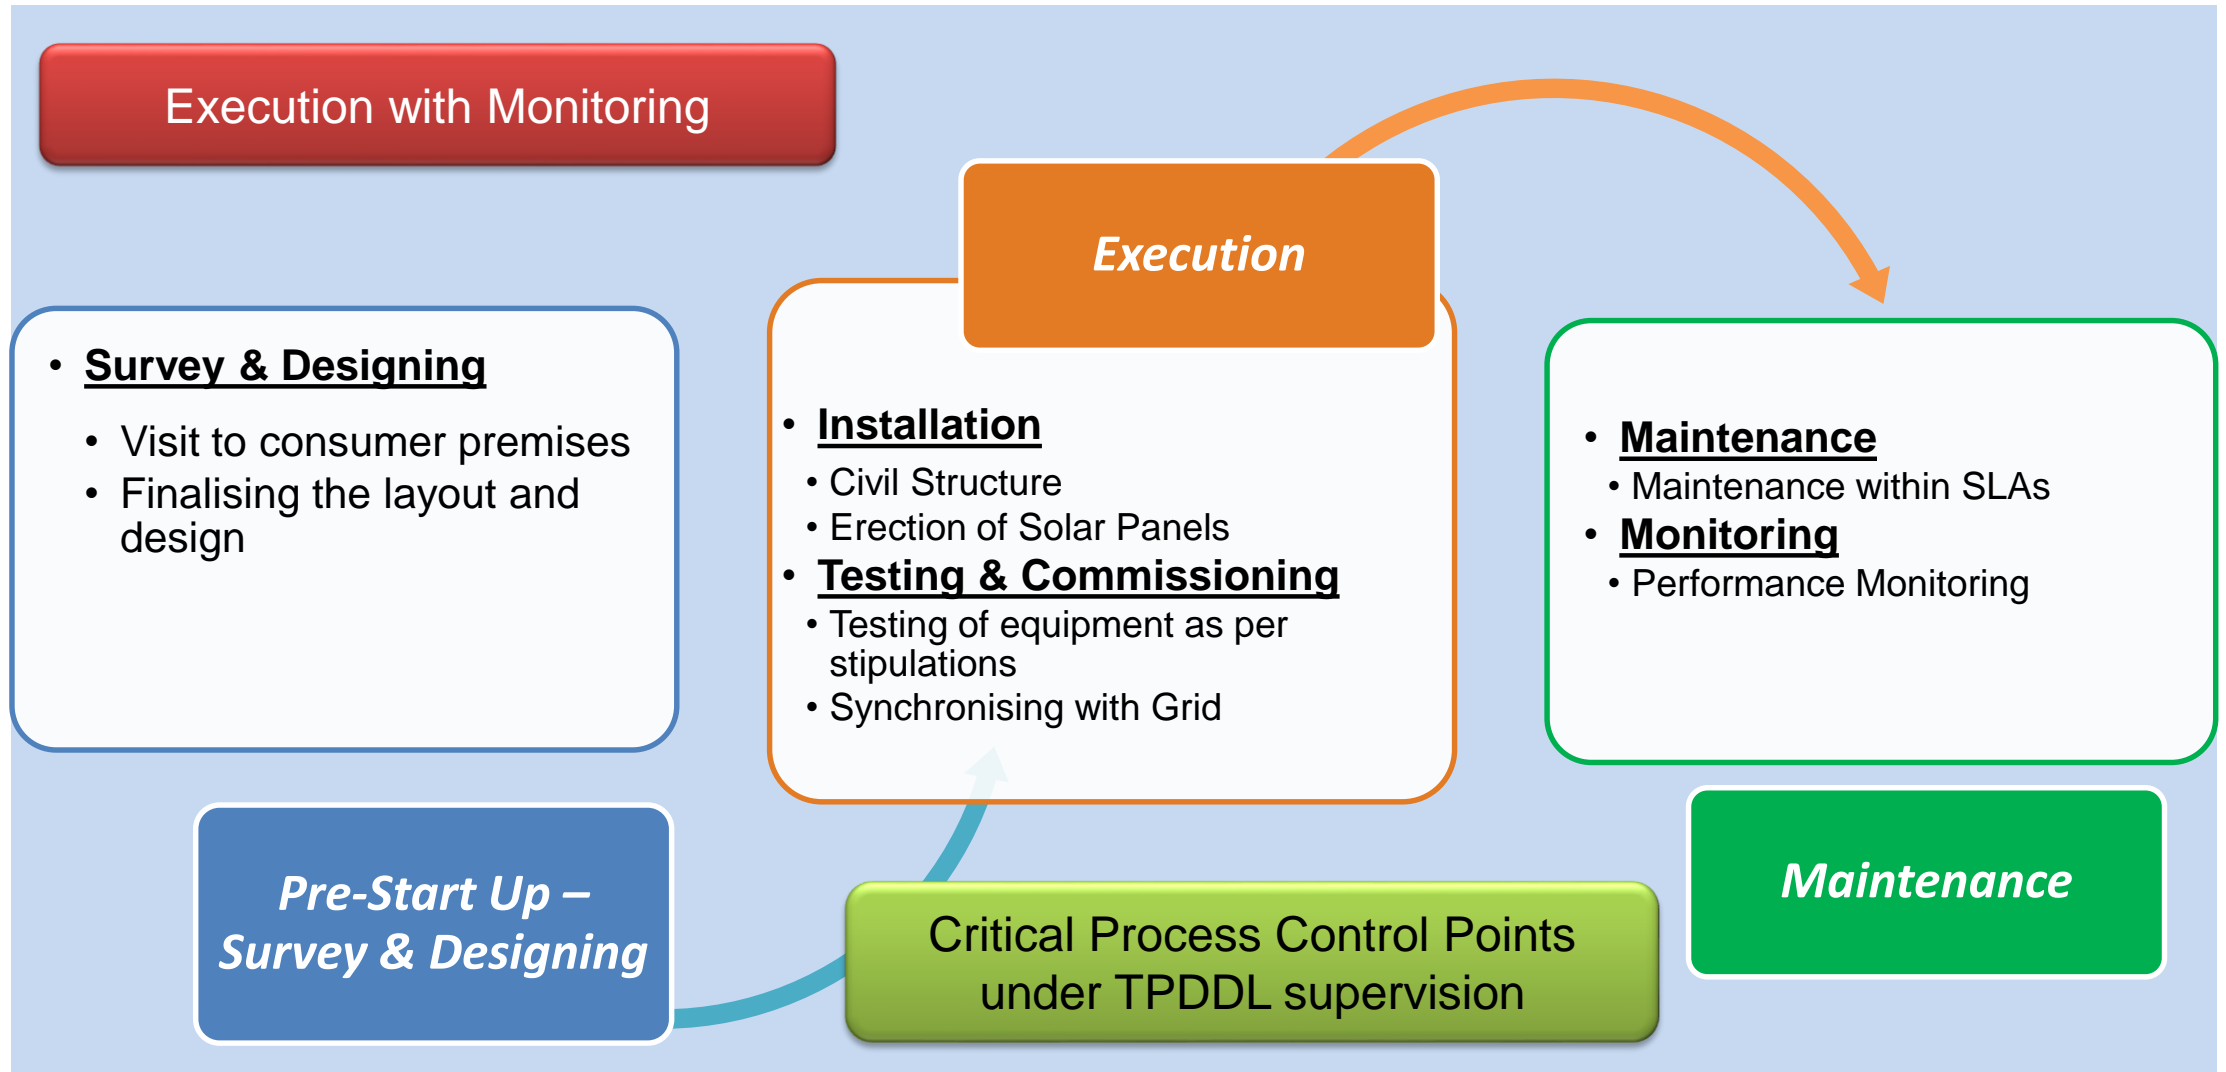 Execution with Monitoring
• Survey & Designing
• Visit to consumer premises
• Finalising the layout and
design
Pre-Start Up –
Survey & Designing
Execution
• Installation
• Civil Structure
• Erection of Solar Panels
• Testing & Commissioning
• Testing of equipment as per
stipulations
• Synchronising with Grid
Critical Process Control Points
under TPDDL supervision
• Maintenance
• Maintenance within SLAs
• Monitoring
• Performance Monitoring
Maintenance